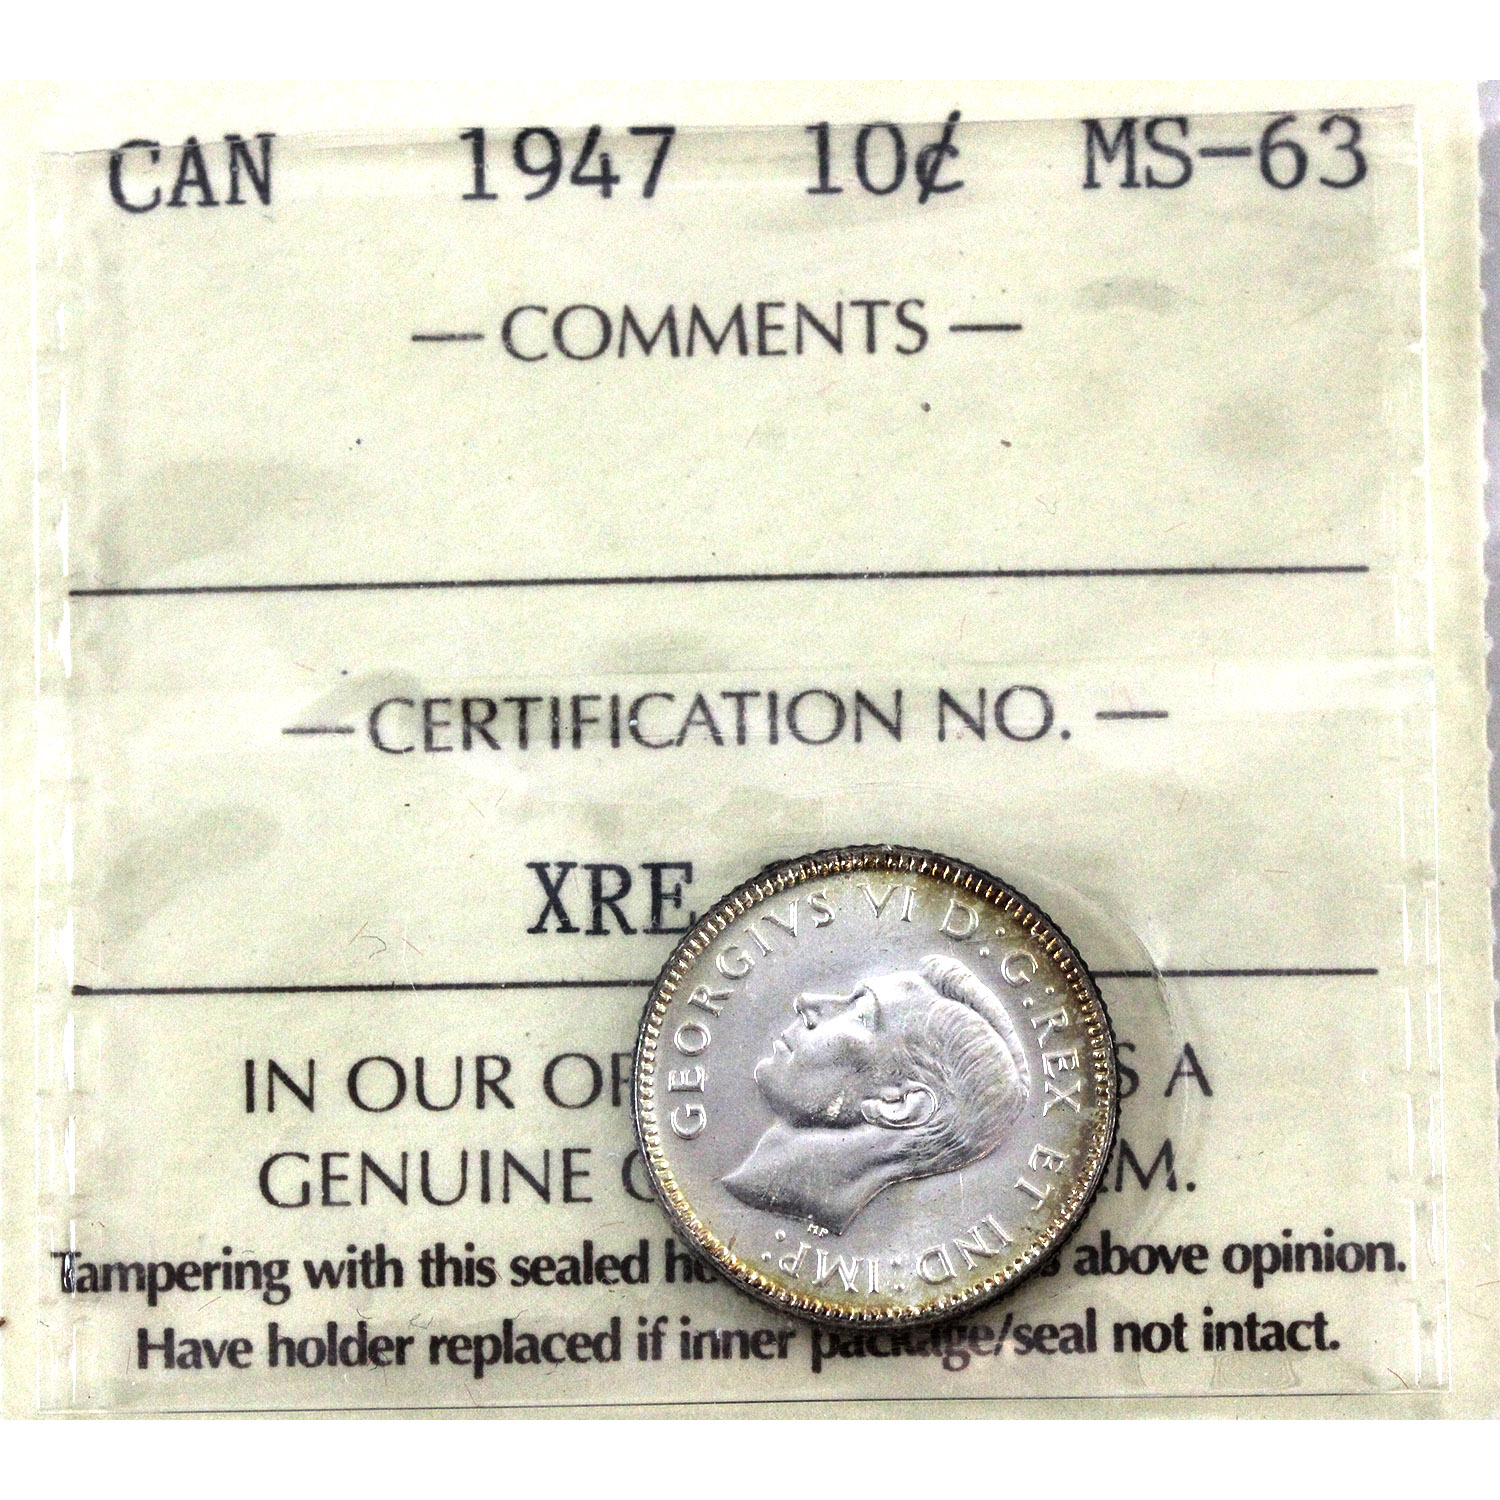 CAN 1947 10¢ MS-63
— COMMENTS —
— CERTIFICATION NO. —
XRE
IN OUR A
GENUINE
Tampering with this sealed above opinion.
Have holder replaced if inner package/seal not intact.
GEORGIVS VI D:G:REX ET IND:IMP:
HP